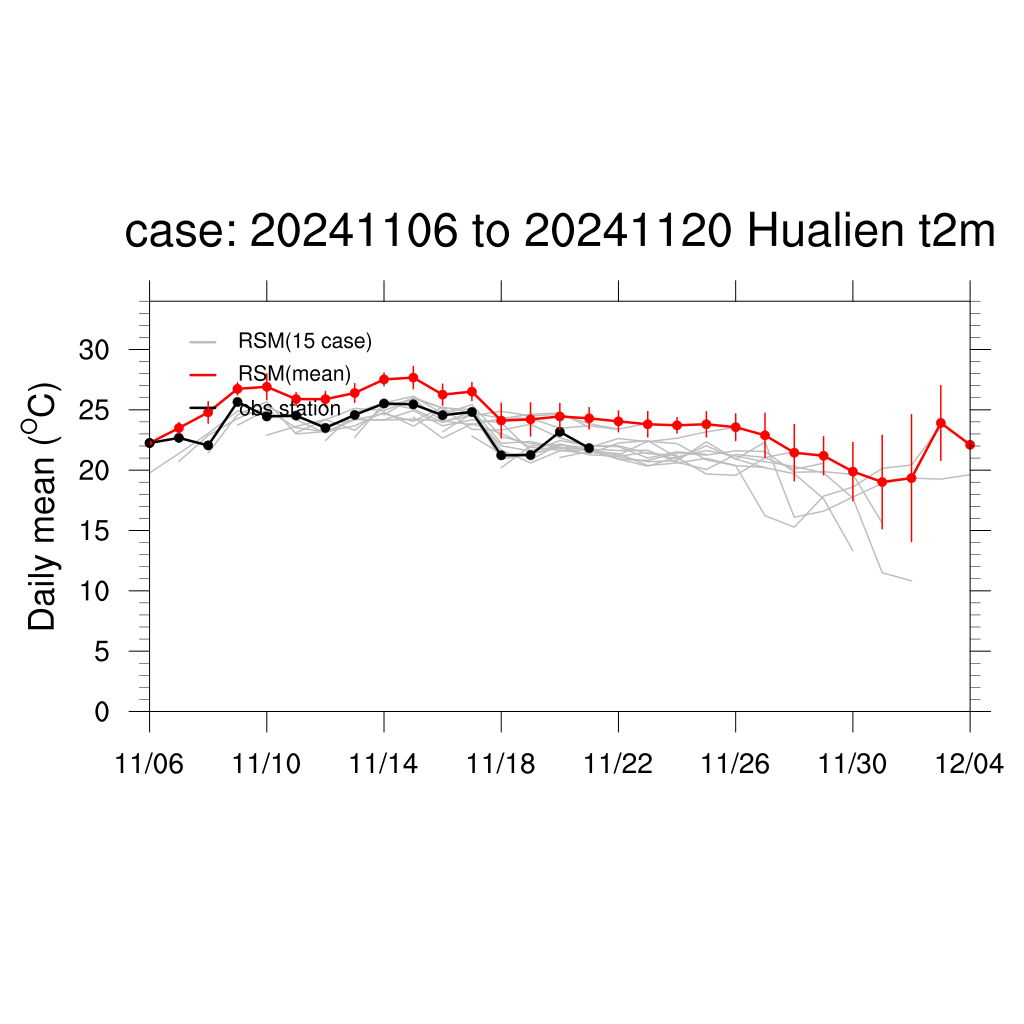 case: 20241106 to 20241120 Hualien t2m
RSM(15 case)
RSM(mean)
obs station
Daily mean (°C)
30
25
20
15
10
5
0
11/06 11/10 11/14 11/18 11/22 11/26 11/30 12/04